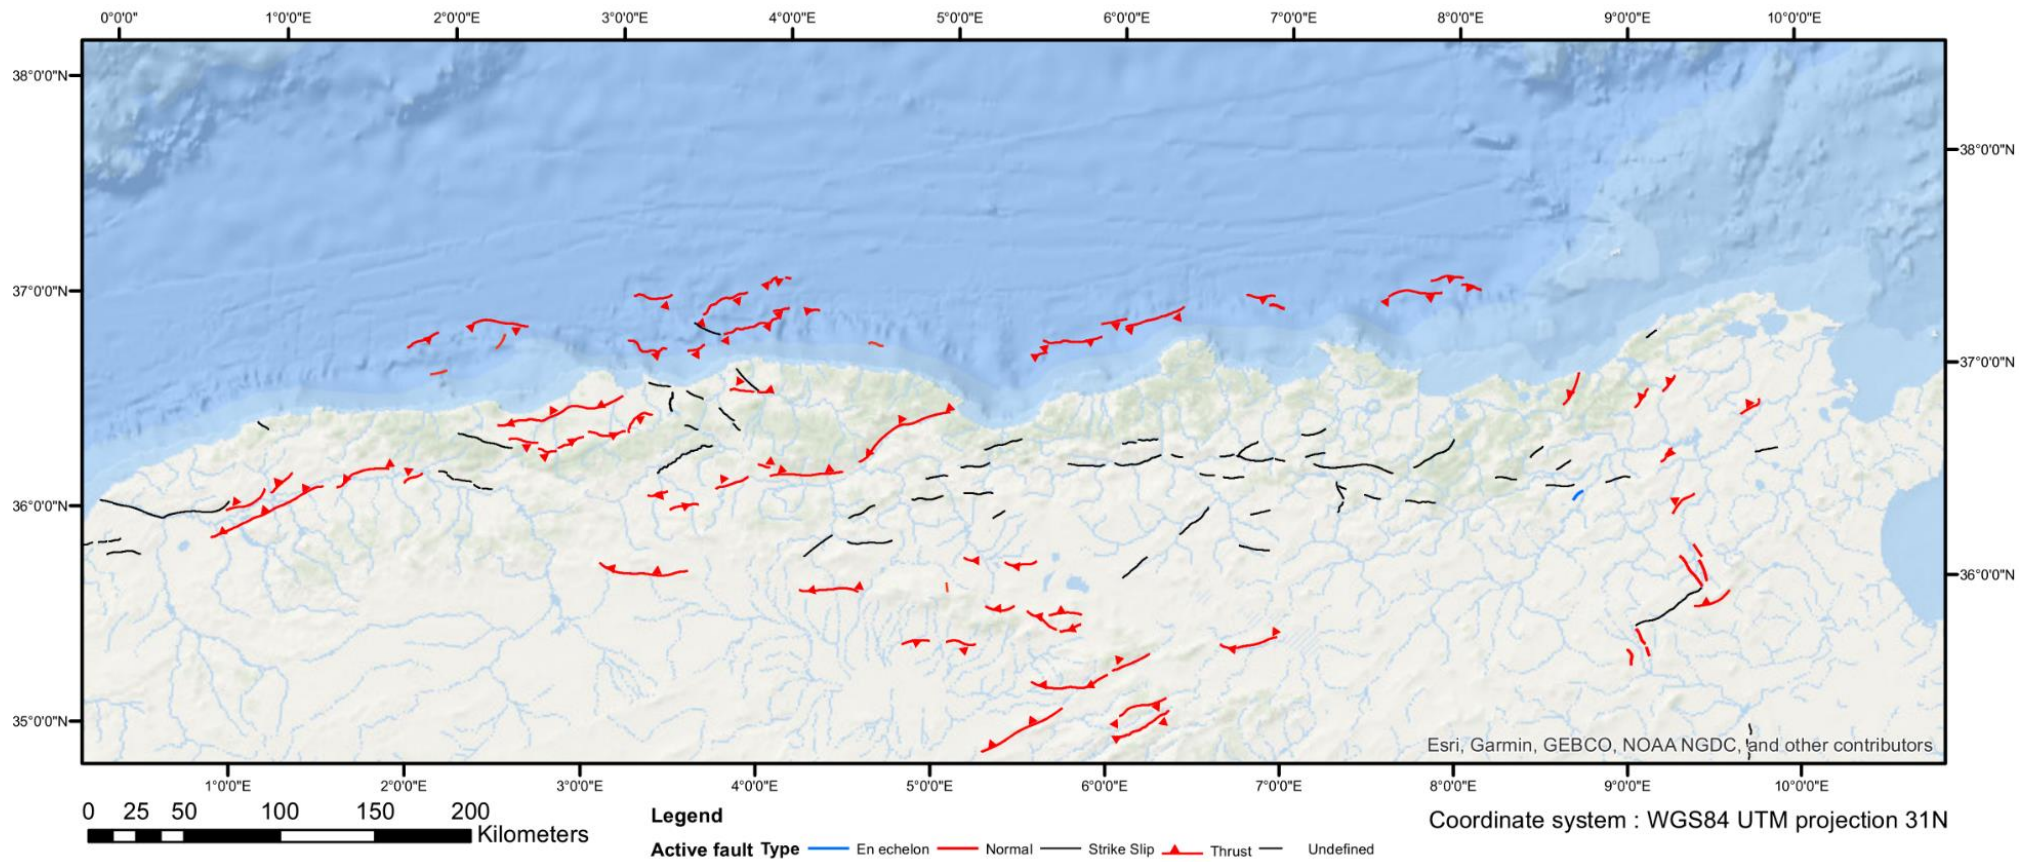 0°0'0" 1°0'0"E 2°0'0"E 3°0'0"E 4°0'0"E 5°0'0"E 6°0'0"E 7°0'0"E 8°0'0"E 9°0'0"E 10°0'0"E
38°0'0"N
38°0'0"N
37°0'0"N
37°0'0"N
36°0'0"N
36°0'0"N
35°0'0"N
Esri, Garmin, GEBCO, NOAA NGDC, and other contributors
1°0'0"E 2°0'0"E 3°0'0"E 4°0'0"E 5°0'0"E 6°0'0"E 7°0'0"E 8°0'0"E 9°0'0"E 10°0'0"E
0 25 50 100 150 200
Kilometers
Legend
Coordinate system : WGS84 UTM projection 31N
Active fault Type En echelon Normal Strike Slip Thrust Undefined